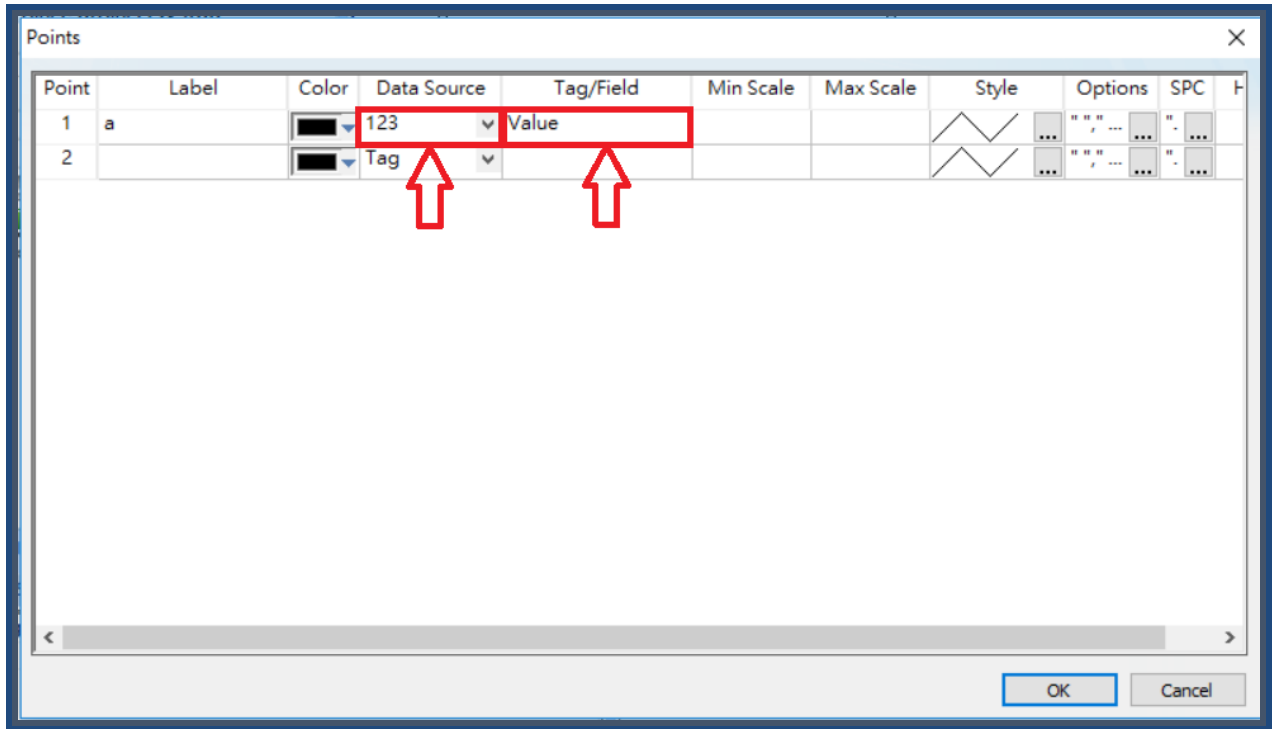 Points
Point Label Color Data Source Tag/Field Min Scale Max Scale Style Options SPC
1 a 123 Value ... " "," ... ... ". ...
2 Tag ... " "," ... ... ". ...
OK Cancel